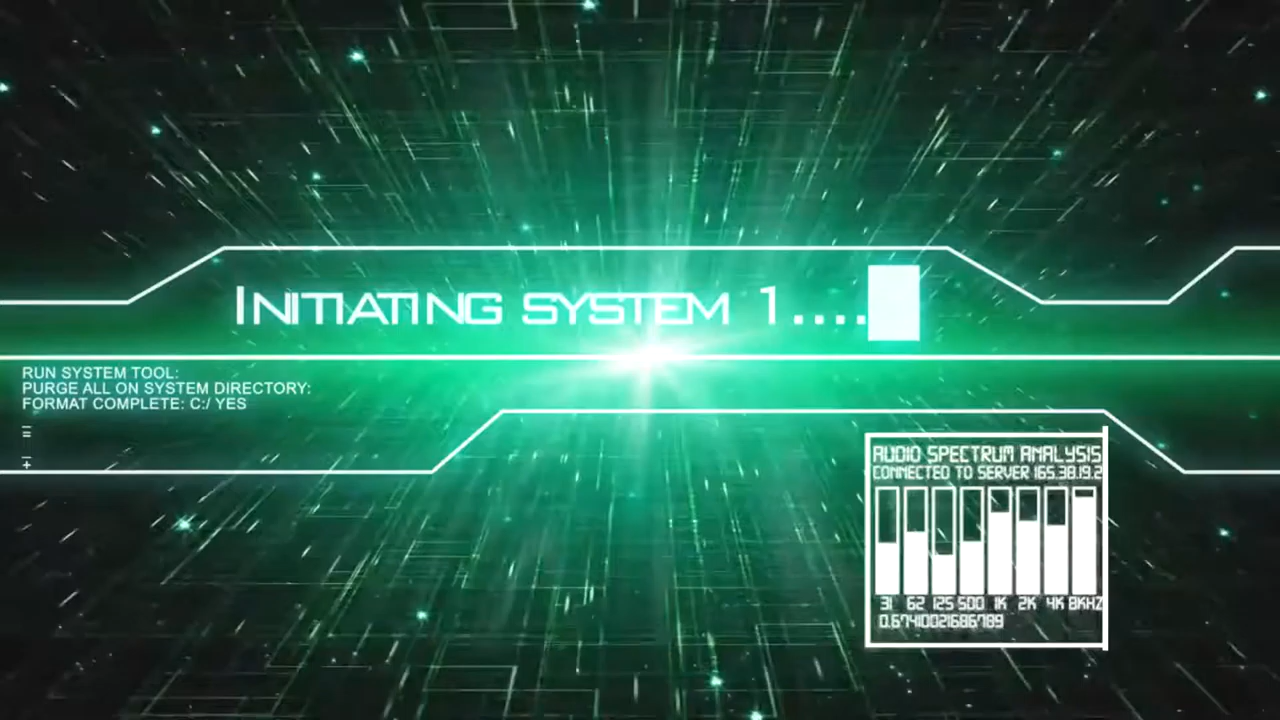 INITIATING SYSTEM 1....
RUN SYSTEM TOOL:
PURGE ALL ON SYSTEM DIRECTORY:
FORMAT COMPLETE: C:/ YES
AUDIO SPECTRUM ANALYSIS
CONNECTED TO SERVER 165.38.19.2
31 62 125 500 1K 2K 4K 8KHZ
0.67410021686789